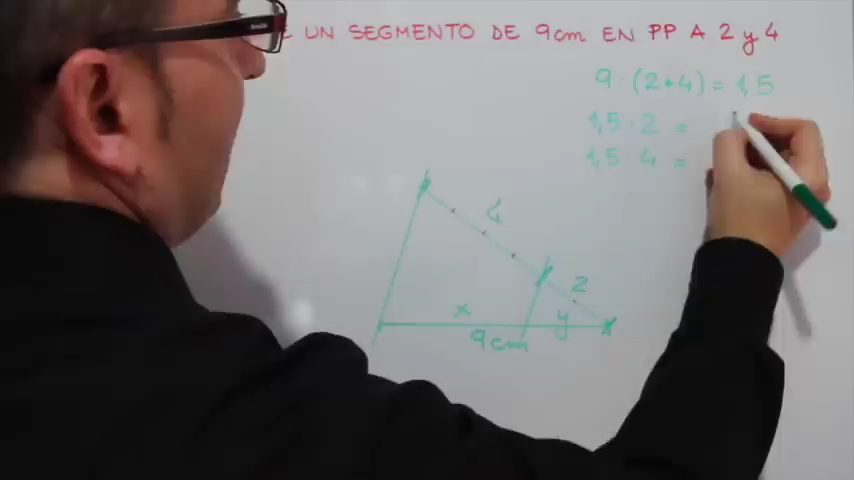 E UN SEGMENTO DE 9cm EN PP A 2 y 4
9 : (2+4) = 1,5
1,5 · 2 =
1,5 · 4 =
4
2
x
y
9cm